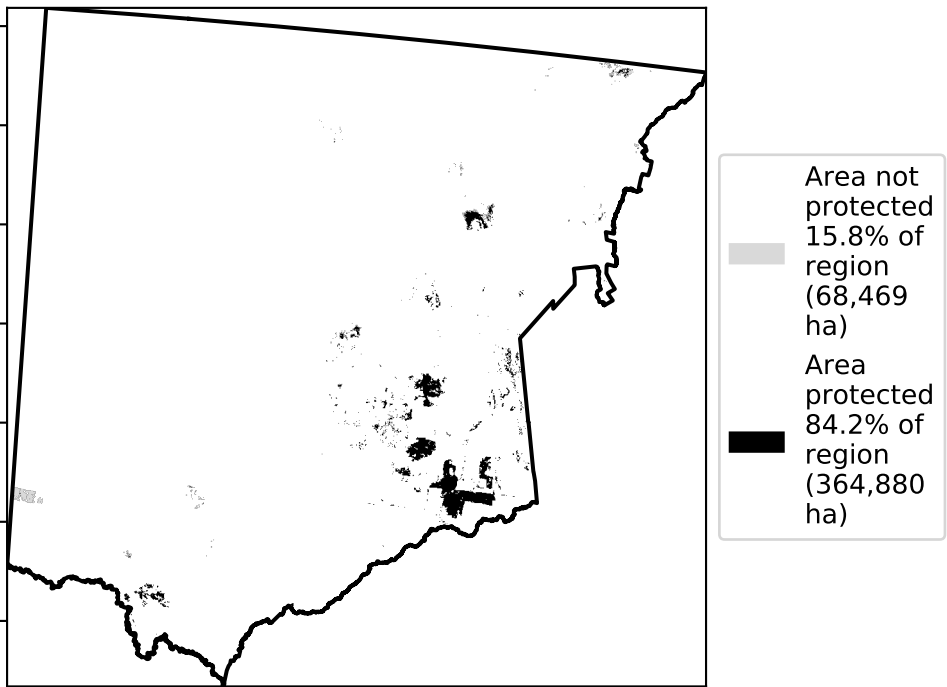 Area not
protected
15.8% of
region
(68,469
ha)
Area
protected
84.2% of
region
(364,880
ha)